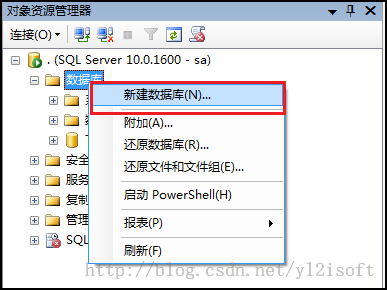 对象资源管理器
连接(O)
. (SQL Server 10.0.1600 - sa)
数据库
新建数据库(N)...
附加(A)...
还原数据库(R)...
还原文件和文件组(E)...
安全
启动 PowerShell(H)
服务
复制
报表(P)
管理
刷新(F)
SQL
http://blog.csdn.net/yl2isoft